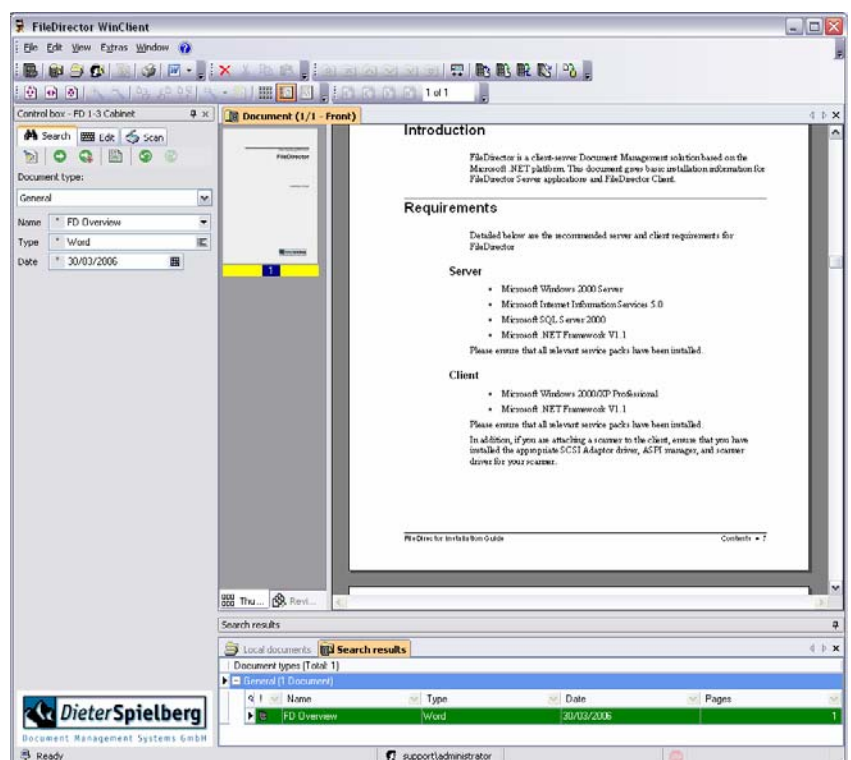 FileDirector WinClient
File Edit View Extras Window
1 of 1
Control box - FD 1-3 Cabinet
Document (1/1 - Front)
Search Edit Scan
Document type:
General
Name * FD Overview
Type * Word
Date * 30/03/2006
FileDirector
1
Introduction
FileDirector is a client-server Document Management solution based on the
Microsoft .NET platform. This document gives basic installation information for
FileDirector Server applications and FileDirector Client.
Requirements
Detailed below are the recommended server and client requirements for
FileDirector
Server
• Microsoft Windows 2000 Server
• Microsoft Internet Information Services 5.0
• Microsoft SQL Server 2000
• Microsoft .NET Framework V1.1
Please ensure that all relevant service packs have been installed.
Client
• Microsoft Windows 2000/XP Professional
• Microsoft .NET Framework V1.1
Please ensure that all relevant service packs have been installed.
In addition, if you are attaching a scanner to the client, ensure that you have
installed the appropriate SCSI Adaptor driver, ASPI manager, and scanner
driver for your scanner.
FileDirector Installation Guide Contents • 7
Thu... Revi...
Search results
Local documents Search results
Document types (Total: 1)
General (1 Document)
! Name Type Date Pages
FD Overview Word 30/03/2006 1
DieterSpielberg
Document Management Systems GmbH
Ready support\administrator